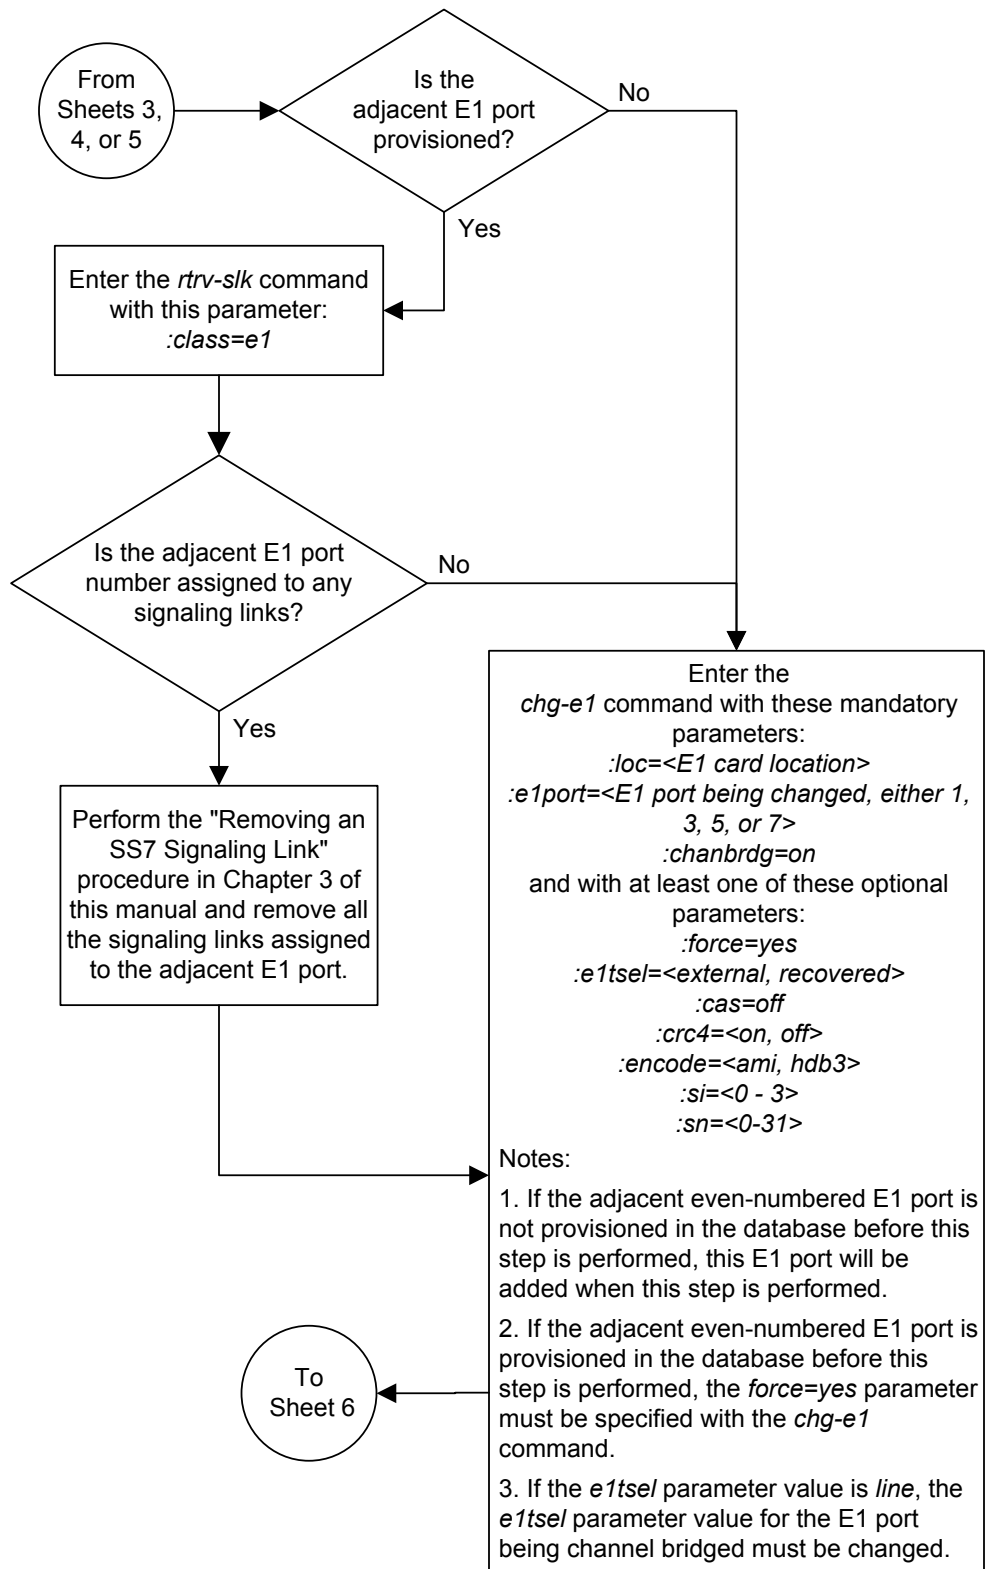 From
Sheets 3,
4, or 5
Is the
adjacent E1 port
provisioned?
No
Yes
Enter the rtrv-slk command
with this parameter:
:class=e1
Is the adjacent E1 port
number assigned to any
signaling links?
No
Yes
Perform the "Removing an
SS7 Signaling Link"
procedure in Chapter 3 of
this manual and remove all
the signaling links assigned
to the adjacent E1 port.
Enter the
chg-e1 command with these mandatory
parameters:
:loc=<E1 card location>
:e1port=<E1 port being changed, either 1,
3, 5, or 7>
:chanbrdg=on
and with at least one of these optional
parameters:
:force=yes
:e1tsel=<external, recovered>
:cas=off
:crc4=<on, off>
:encode=<ami, hdb3>
:si=<0 - 3>
:sn=<0-31>
Notes:
1. If the adjacent even-numbered E1 port is
not provisioned in the database before this
step is performed, this E1 port will be
added when this step is performed.
2. If the adjacent even-numbered E1 port is
provisioned in the database before this
step is performed, the force=yes parameter
must be specified with the chg-e1
command.
3. If the e1tsel parameter value is line, the
e1tsel parameter value for the E1 port
being channel bridged must be changed.
To
Sheet 6